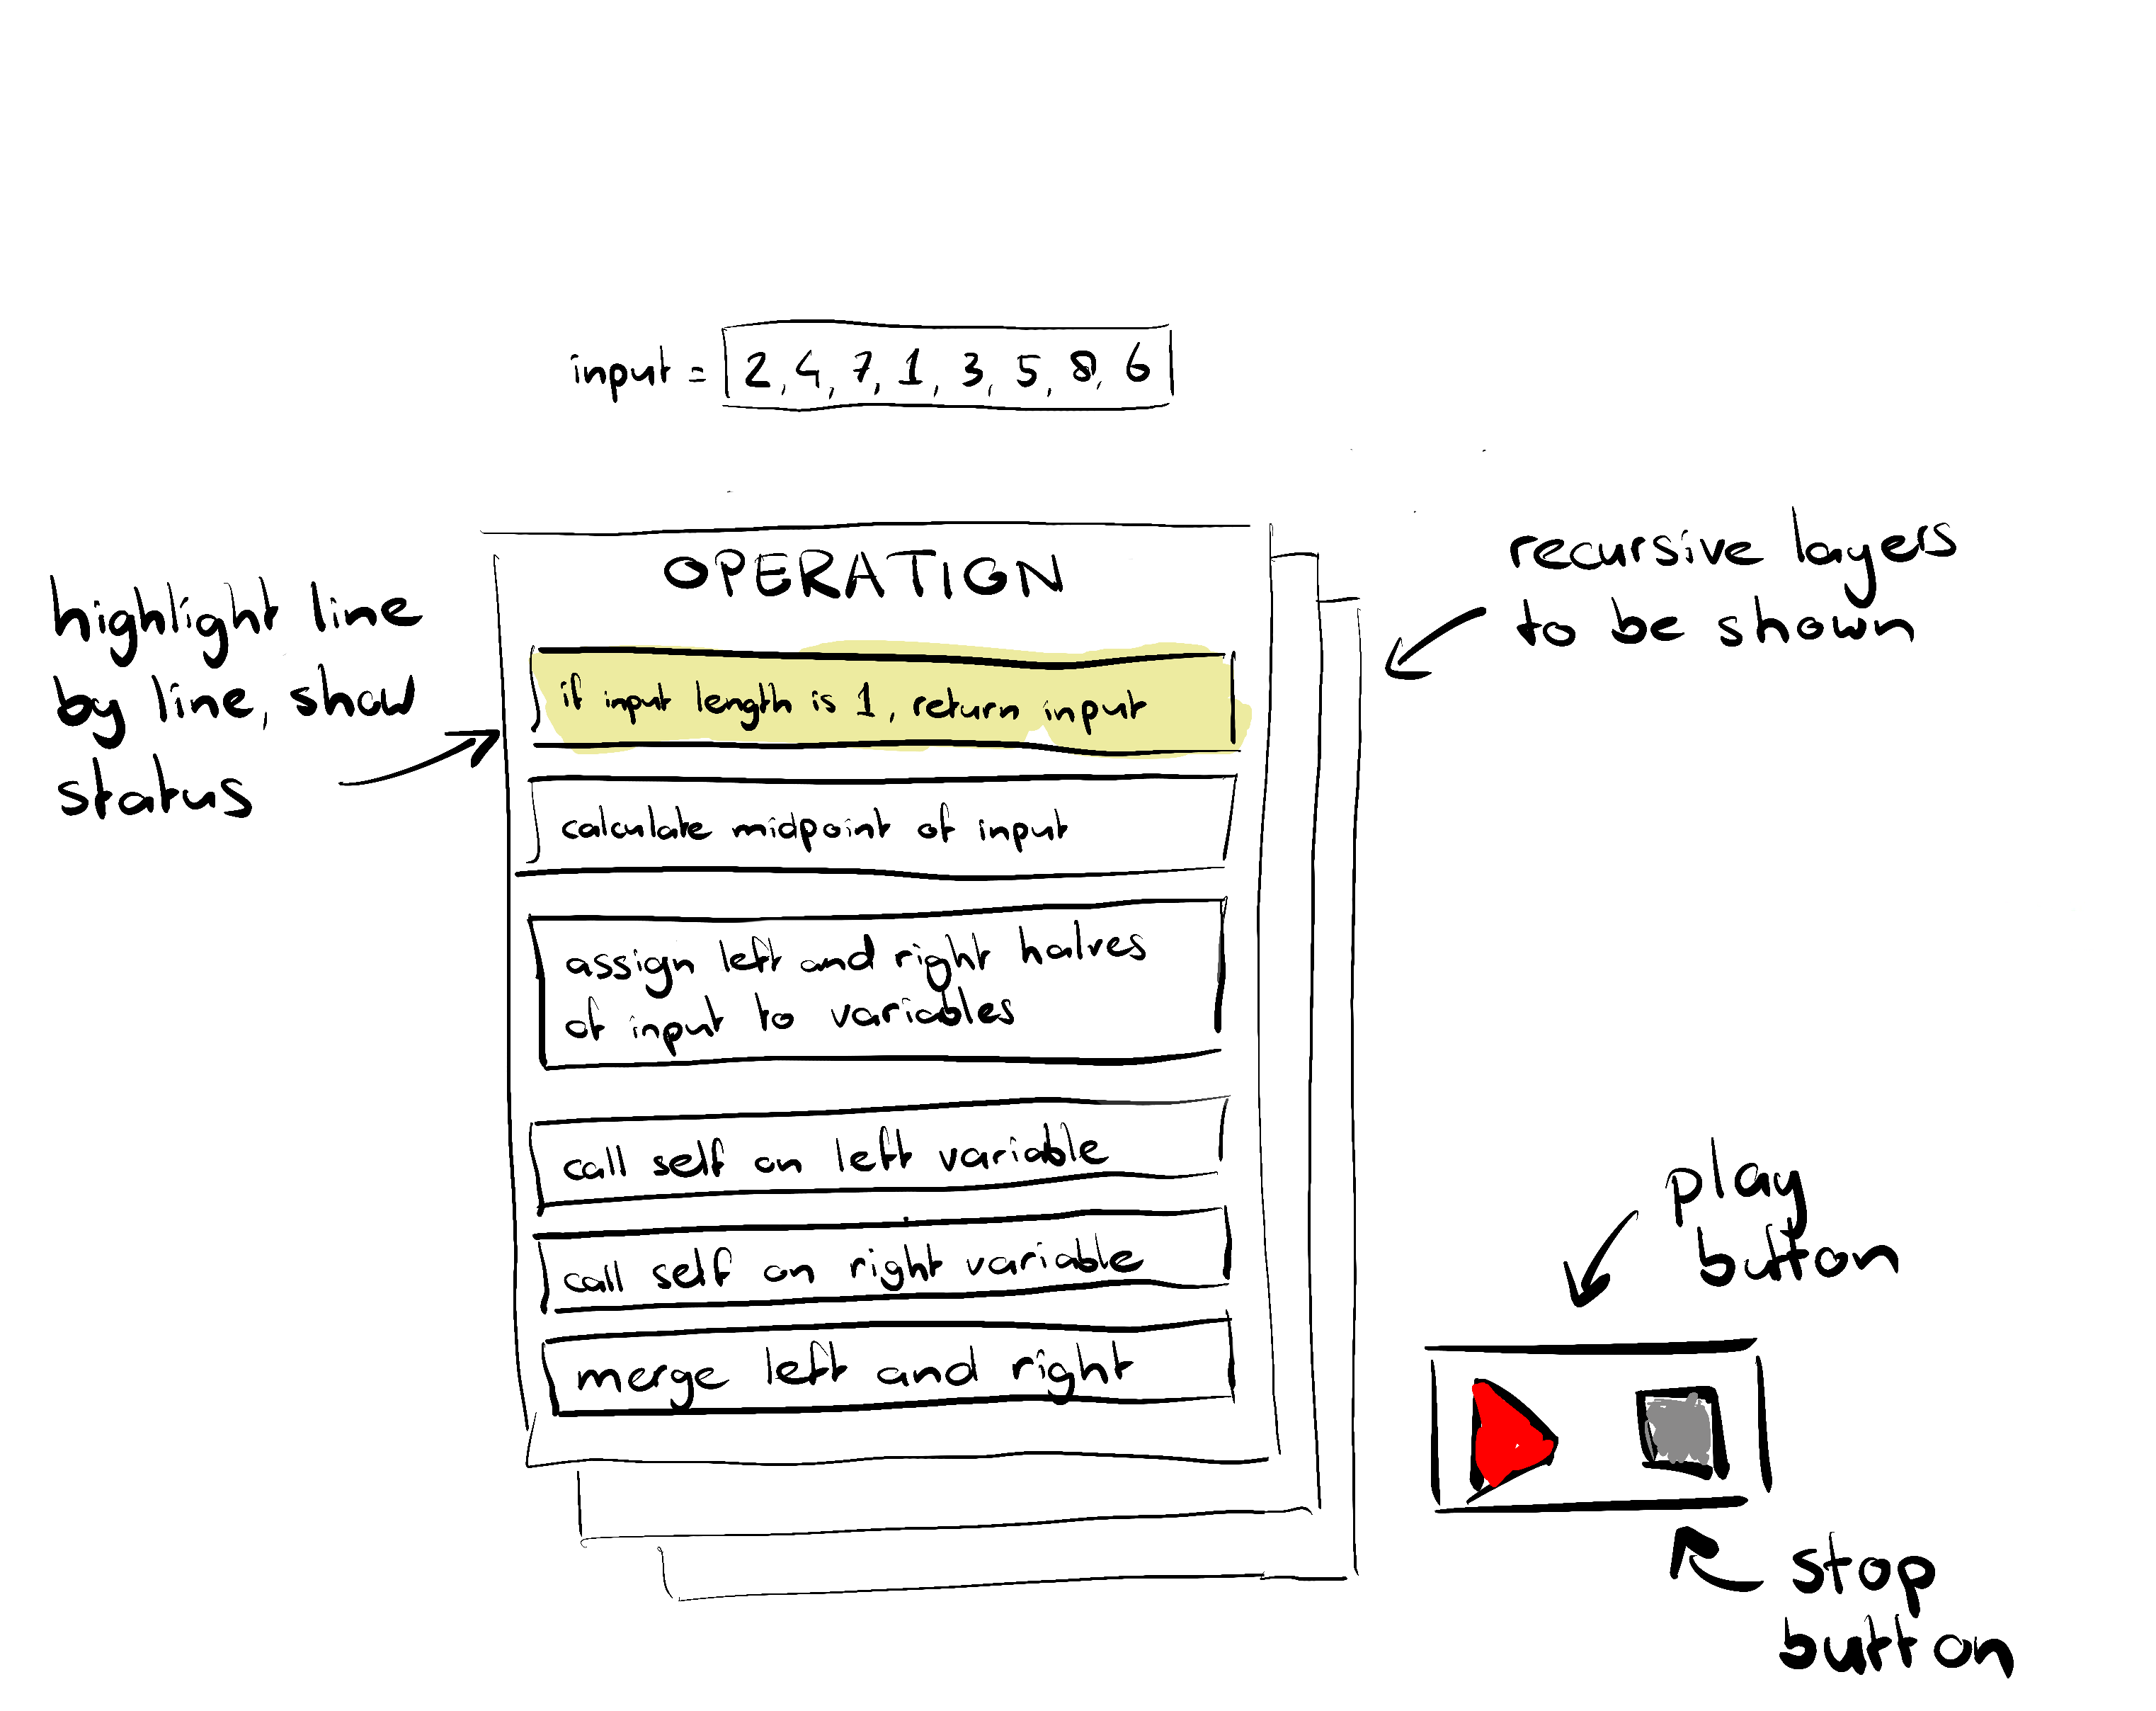 input = 2, 4, 7, 1, 3, 5, 8, 6
OPERATION
highlight line
by line, show
status
recursive layers
to be shown
if input length is 1, return input
calculate midpoint of input
assign left and right halves
of input to variables
call self on left variable
call self on right variable
merge left and right
play
button
stop
button